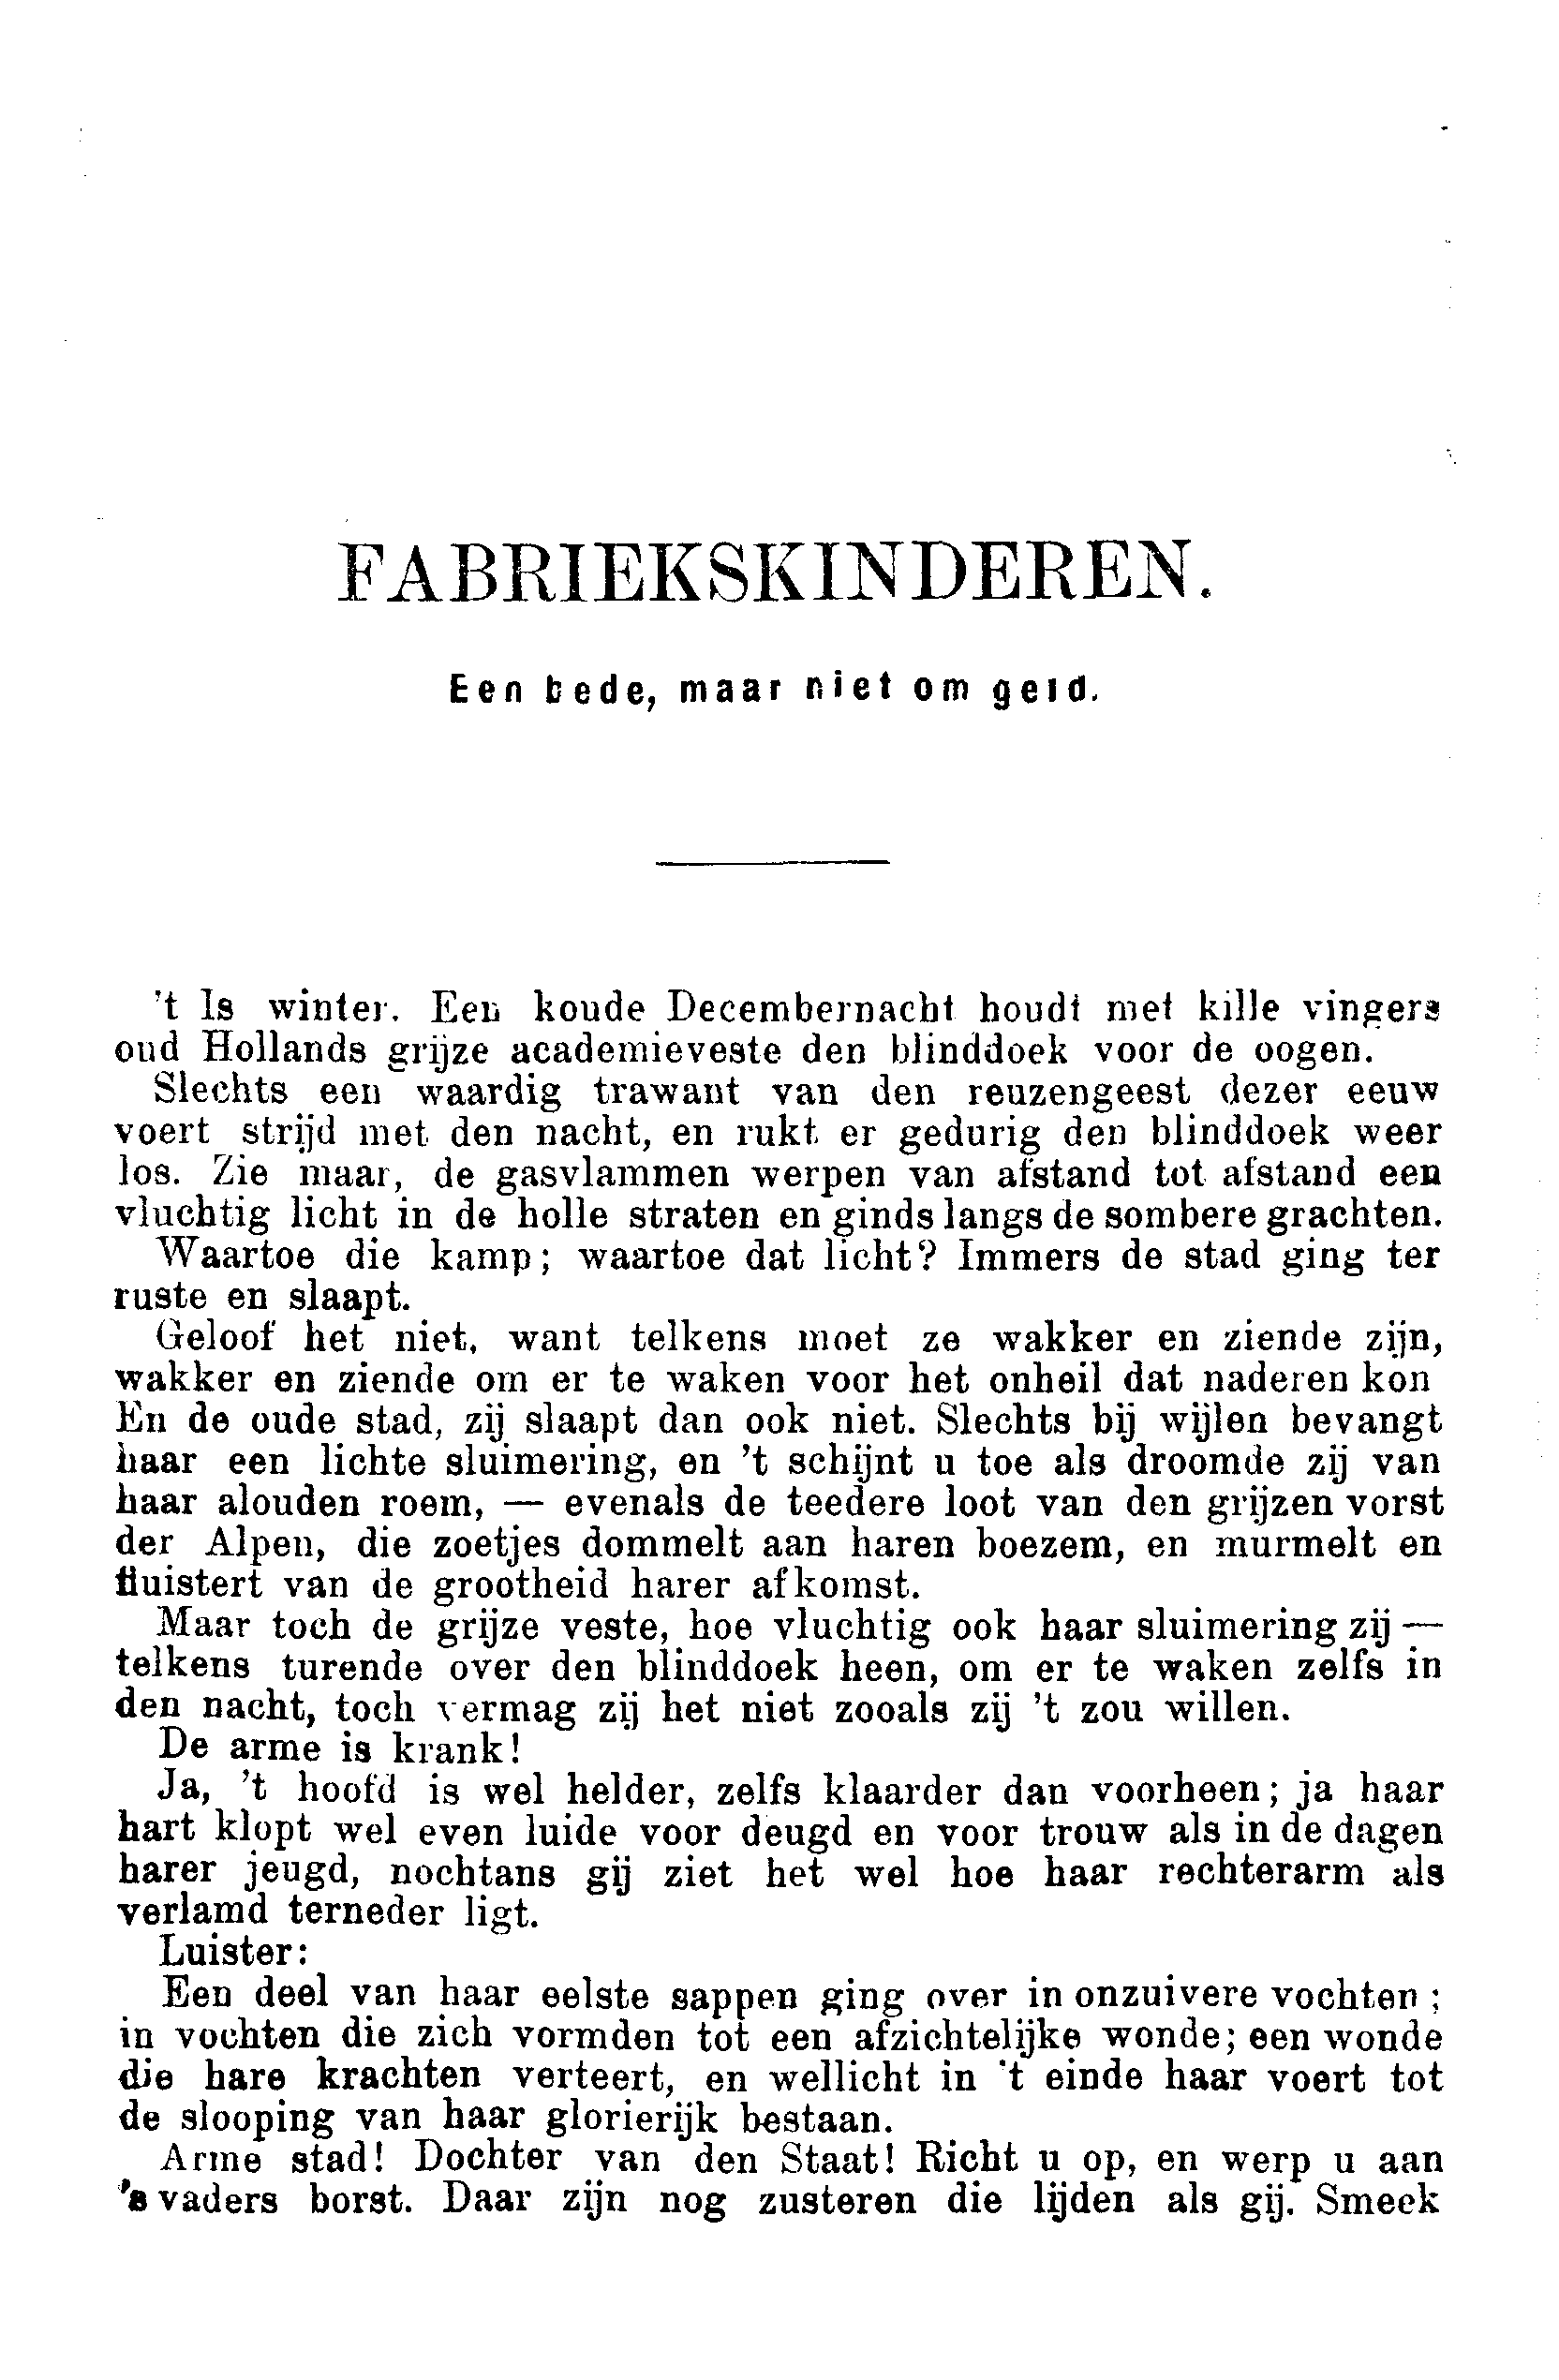 FABRIEKSKINDEREN.
Een bede, maar niet om geld.
't Is winter. Een koude Decembernacht houdt met kille vingers
oud Hollands grijze academieveste den blinddoek voor de oogen.
Slechts een waardig trawant van den reuzengeest dezer eeuw
voert strijd met den nacht, en rukt er gedurig den blinddoek weer
los. Zie maar, de gasvlammen werpen van afstand tot afstand een
vluchtig licht in de holle straten en ginds langs de sombere grachten.
Waartoe die kamp; waartoe dat licht? Immers de stad ging ter
ruste en slaapt.
Geloof het niet, want telkens moet ze wakker en ziende zijn,
wakker en ziende om er te waken voor het onheil dat naderen kon
En de oude stad, zij slaapt dan ook niet. Slechts bij wijlen bevangt
haar een lichte sluimering, en 't schijnt u toe als droomde zij van
haar alouden roem, — evenals de teedere loot van den grijzen vorst
der Alpen, die zoetjes dommelt aan haren boezem, en murmelt en
fluistert van de grootheid harer afkomst.
Maar toch de grijze veste, hoe vluchtig ook haar sluimering zij —
telkens turende over den blinddoek heen, om er te waken zelfs in
den nacht, toch vermag zij het niet zooals zij 't zou willen.
De arme is krank!
Ja, 't hoofd is wel helder, zelfs klaarder dan voorheen; ja haar
hart klopt wel even luide voor deugd en voor trouw als in de dagen
harer jeugd, nochtans gij ziet het wel hoe haar rechterarm als
verlamd terneder ligt.
Luister:
Een deel van haar eelste sappen ging over in onzuivere vochten;
in vochten die zich vormden tot een afzichtelijke wonde; een wonde
die hare krachten verteert, en wellicht in 't einde haar voert tot
de slooping van haar glorierijk bestaan.
Arme stad! Dochter van den Staat! Richt u op, en werp u aan
's vaders borst. Daar zijn nog zusteren die lijden als gij. Smeek